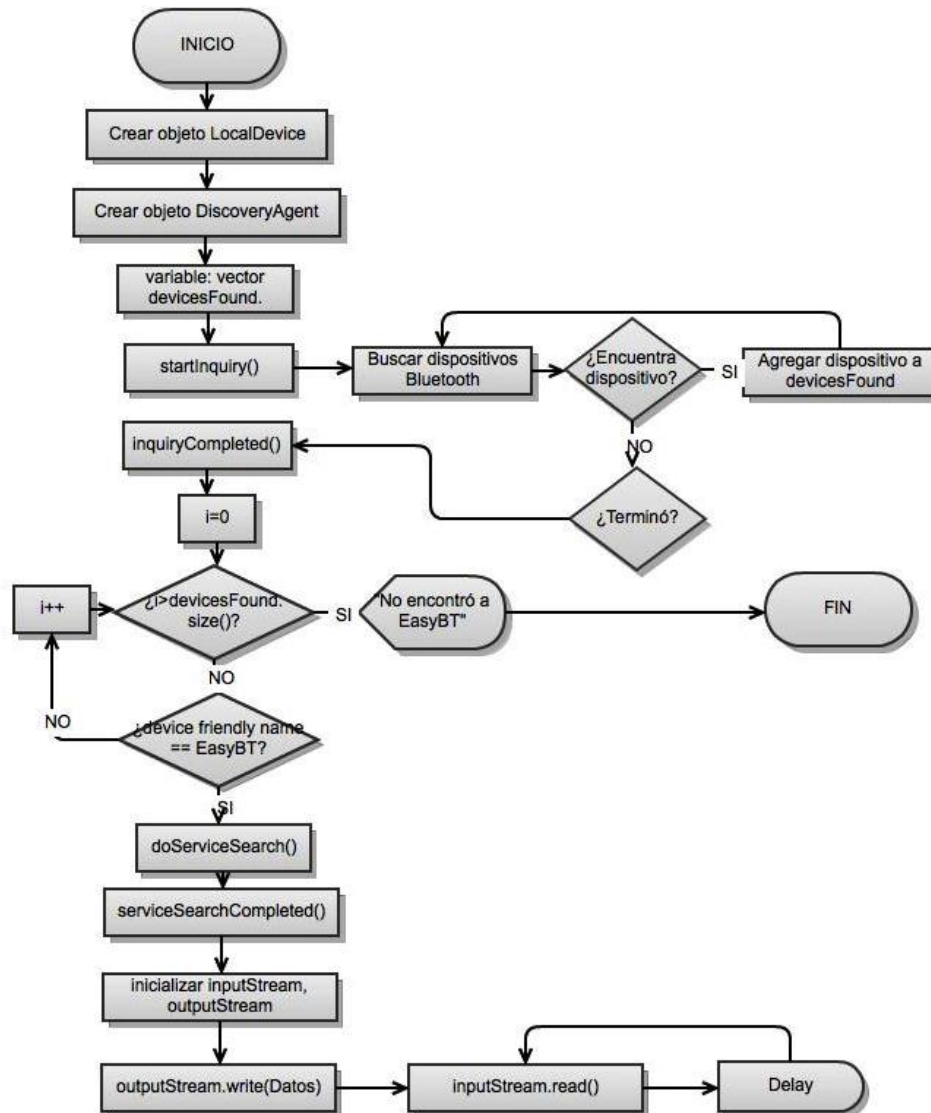 INICIO
Crear objeto LocalDevice
Crear objeto DiscoveryAgent
variable: vector
devicesFound.
startInquiry()
Buscar dispositivos
Bluetooth
¿Encuentra
dispositivo?
SI
Agregar dispositivo a
devicesFound
NO
¿Terminó?
inquiryCompleted()
i=0
i++
¿i>devicesFound.
size()?
SI
"No encontró a
EasyBT"
FIN
NO
¿device friendly name
== EasyBT?
NO
SI
doServiceSearch()
serviceSearchCompleted()
inicializar inputStream,
outputStream
outputStream.write(Datos)
inputStream.read()
Delay